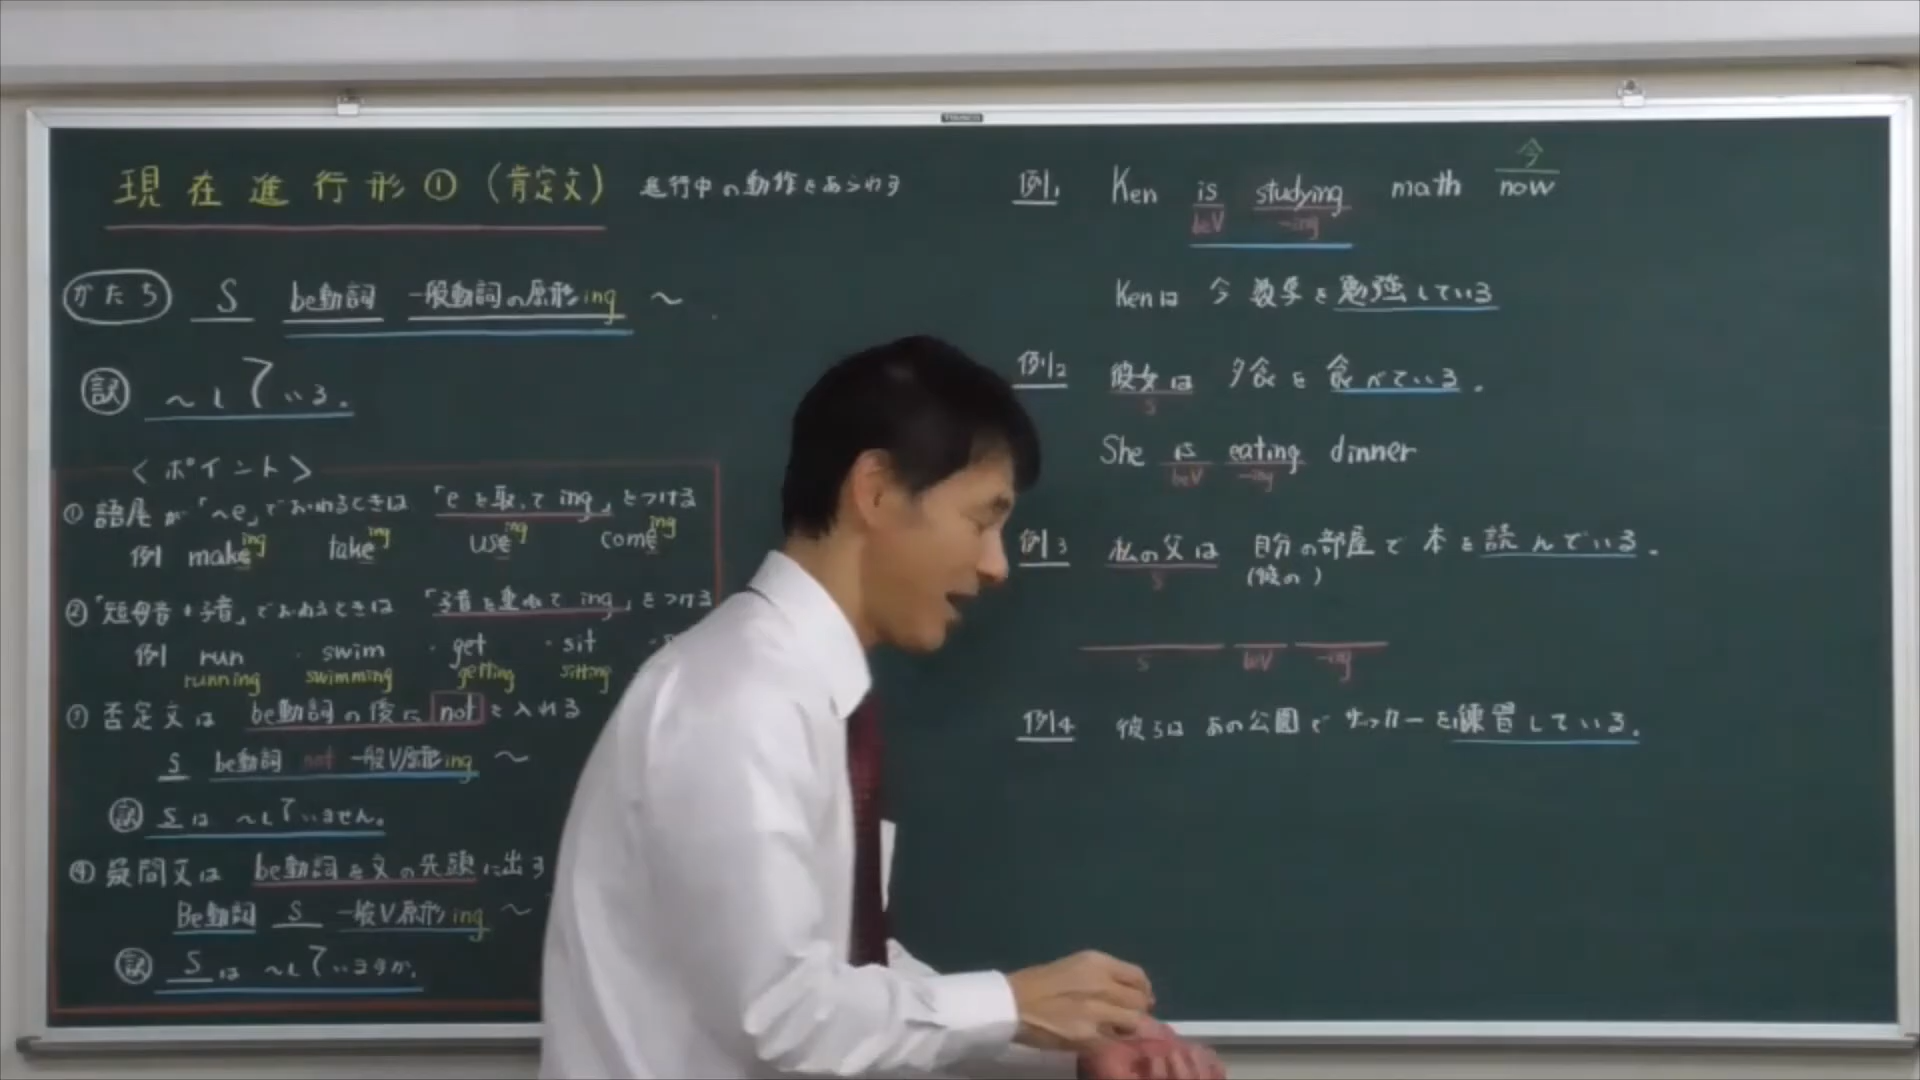 現在進行形①(肯定文) 進行中の動作をあらわす
かたち S be動詞 一般動詞の原形ing ~
訳 ~している。
<ポイント>
①語尾が「~e」でおわるときは「eを取ってing」をつける
ing ing ing ing
例 make take use come
②「短母音+子音」でおわるときは「子音を重ねてing」をつける
例 run ・swim ・get ・sit
running swimming getting sitting
③否定文は be動詞の後に not を入れる
S be動詞 not 一般V原形ing ~
訳 Sは ~していません。
④疑問文は be動詞を文の先頭に出す
Be動詞 S 一般V原形ing ~
訳 Sは ~していますか。
今
例1 Ken is studying math now
beV -ing
Kenは 今 数学を勉強している
例2 彼女は 夕食を 食べている。
S
She is eating dinner
beV -ing
例3 私の父は 自分の部屋で 本を読んでいる。
S (彼の)
S beV -ing
例4 彼らは あの公園で サッカーを練習している。